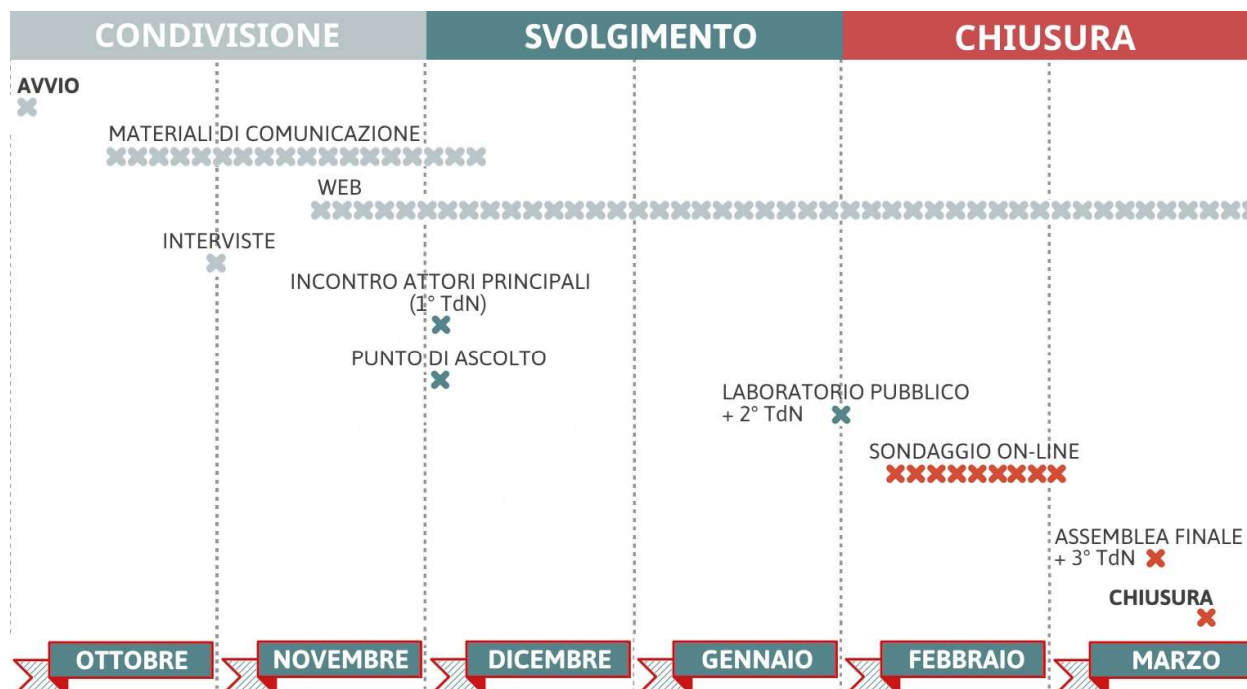 CONDIVISIONE
SVOLGIMENTO
CHIUSURA
AVVIO
MATERIALI DI COMUNICAZIONE
WEB
INTERVISTE
INCONTRO ATTORI PRINCIPALI
(1° TdN)
PUNTO DI ASCOLTO
LABORATORIO PUBBLICO
+ 2° TdN
SONDAGGIO ON-LINE
ASSEMBLEA FINALE
+ 3° TdN
CHIUSURA
OTTOBRE
NOVEMBRE
DICEMBRE
GENNAIO
FEBBRAIO
MARZO